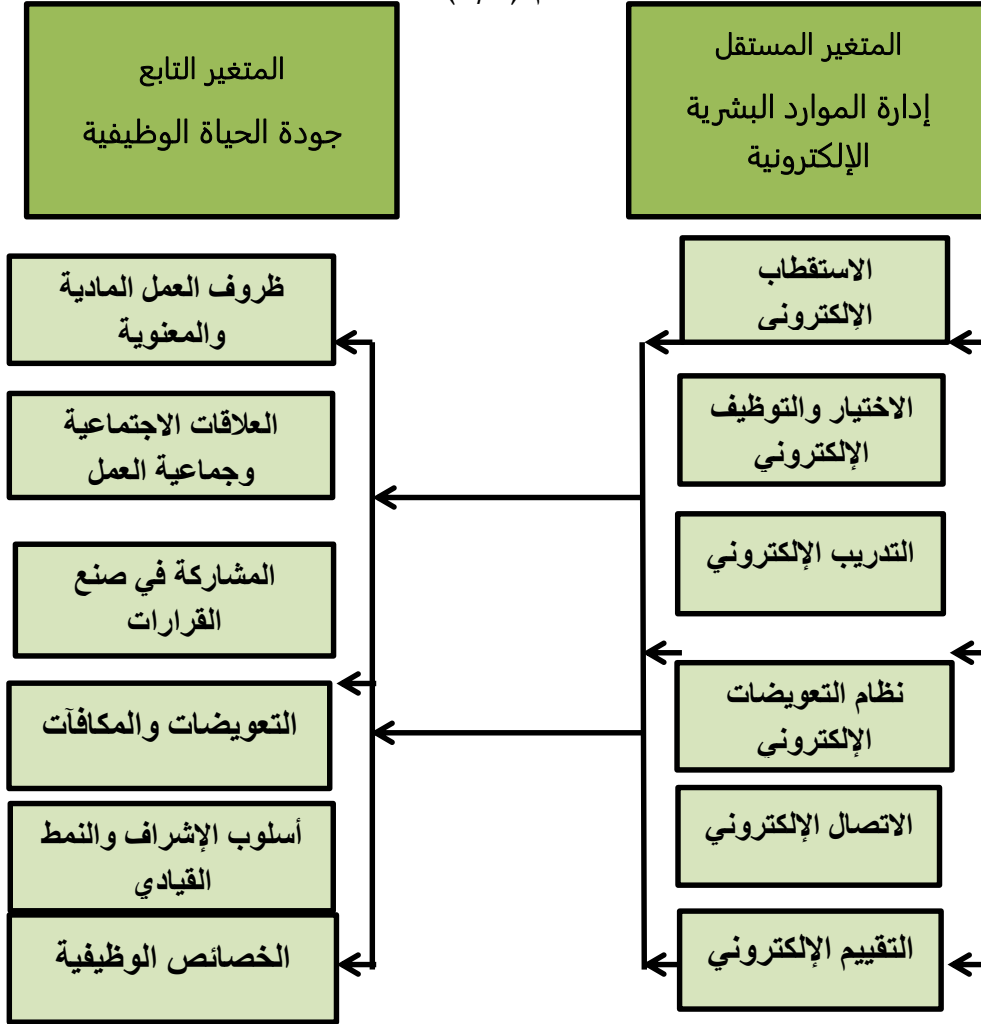 المتغير المستقل
إدارة الموارد البشرية
الإلكترونية
المتغير التابع
جودة الحياة الوظيفية
الاستقطاب
الإلكتروني
الاختيار والتوظيف
الإلكتروني
التدريب الإلكتروني
نظام التعويضات
الإلكتروني
الاتصال الإلكتروني
التقييم الإلكتروني
ظروف العمل المادية
والمعنوية
العلاقات الاجتماعية
وجماعية العمل
المشاركة في صنع
القرارات
التعويضات والمكافآت
أسلوب الإشراف والنمط
القيادي
الخصائص الوظيفية